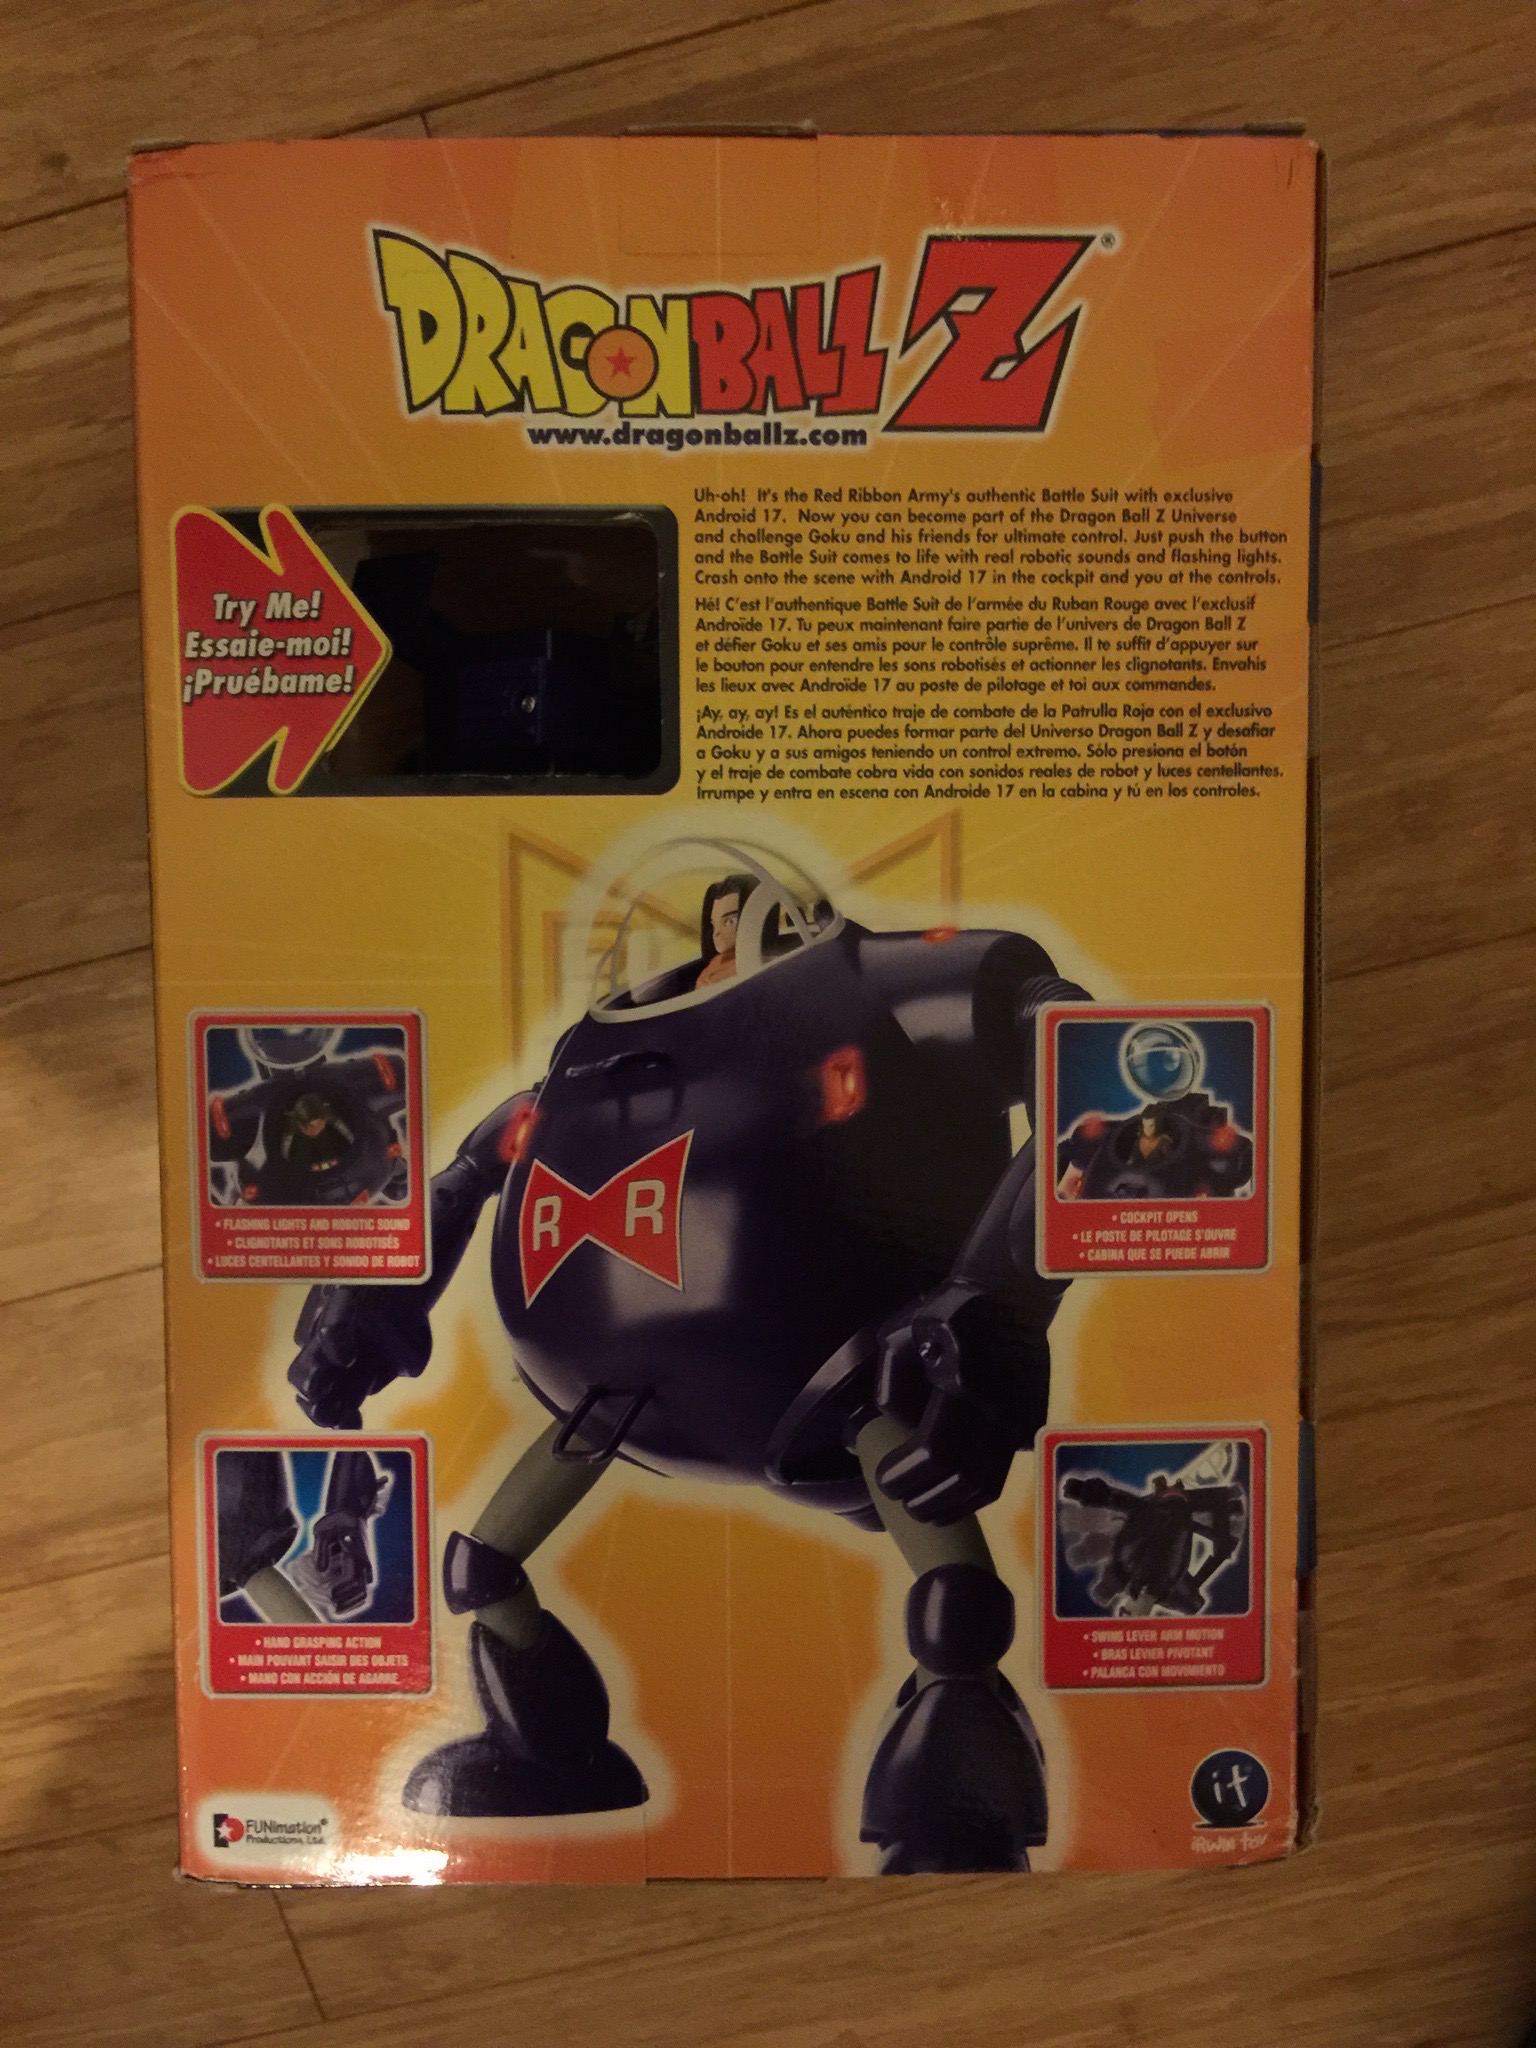 DRAGON BALL Z®
www.dragonballz.com
Uh-oh! It's the Red Ribbon Army's authentic Battle Suit with exclusive
Android 17. Now you can become part of the Dragon Ball Z Universe
and challenge Goku and his friends for ultimate control. Just push the button
and the Battle Suit comes to life with real robotic sounds and flashing lights.
Crash onto the scene with Android 17 in the cockpit and you at the controls.
Hé! C'est l'authentique Battle Suit de l'armée du Ruban Rouge avec l'exclusif
Androïde 17. Tu peux maintenant faire partie de l'univers de Dragon Ball Z
et défier Goku et ses amis pour le contrôle suprême. Il te suffit d'appuyer sur
le bouton pour entendre les sons robotisés et actionner les clignotants. Envahis
les lieux avec Androïde 17 au poste de pilotage et toi aux commandes.
¡Ay, ay, ay! Es el auténtico traje de combate de la Patrulla Roja con el exclusivo
Androide 17. Ahora puedes formar parte del Universo Dragon Ball Z y desafiar
a Goku y a sus amigos teniendo un control extremo. Sólo presiona el botón
y el traje de combate cobra vida con sonidos reales de robot y luces centellantes.
Irrumpe y entra en escena con Androide 17 en la cabina y tú en los controles.
Try Me!
Essaie-moi!
¡Pruébame!
R R
• FLASHING LIGHTS AND ROBOTIC SOUND
• CLIGNOTANTS ET SONS ROBOTISÉS
• LUCES CENTELLANTES Y SONIDO DE ROBOT
• COCKPIT OPENS
• LE POSTE DE PILOTAGE S'OUVRE
• CABINA QUE SE PUEDE ABRIR
• HAND GRASPING ACTION
• MAIN POUVANT SAISIR DES OBJETS
• MANO CON ACCIÓN DE AGARRE
• SWING LEVER ARM MOTION
• BRAS LEVIER PIVOTANT
• PALANCA CON MOVIMIENTO
FUNimation®
Productions, Ltd.
it
iRWiN toy